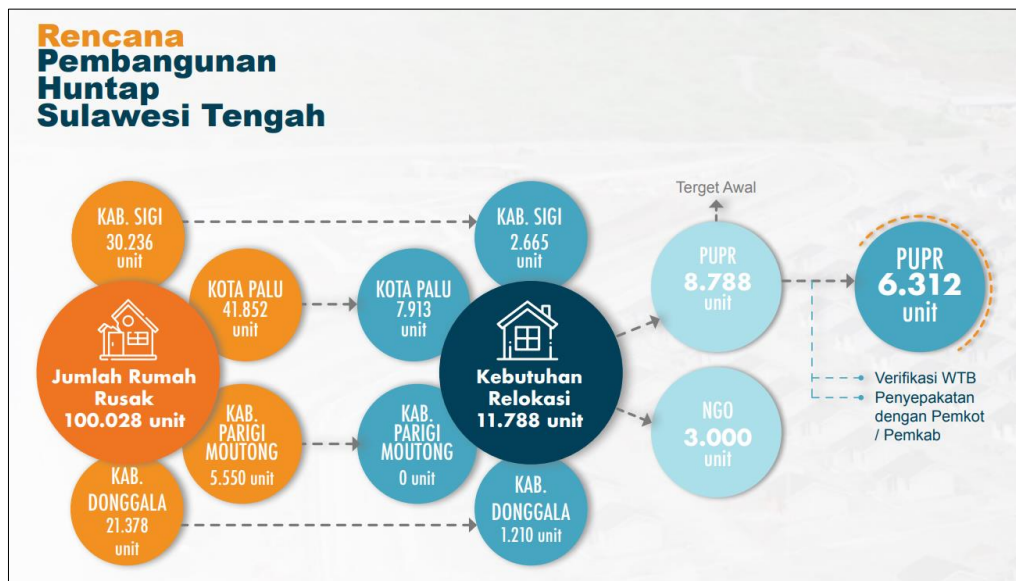 Rencana
Pembangunan
Huntap
Sulawesi Tengah
KAB. SIGI
30.236
unit
KOTA PALU
41.852
unit
Jumlah Rumah
Rusak
100.028 unit
KAB.
PARIGI
MOUTONG
5.550 unit
KAB.
DONGGALA
21.378
unit
KAB. SIGI
2.665
unit
KOTA PALU
7.913
unit
Kebutuhan
Relokasi
11.788 unit
KAB.
PARIGI
MOUTONG
0 unit
KAB.
DONGGALA
1.210 unit
Terget Awal
PUPR
8.788
unit
NGO
3.000
unit
PUPR
6.312
unit
Verifikasi WTB
Penyepakatan
dengan Pemkot
/ Pemkab